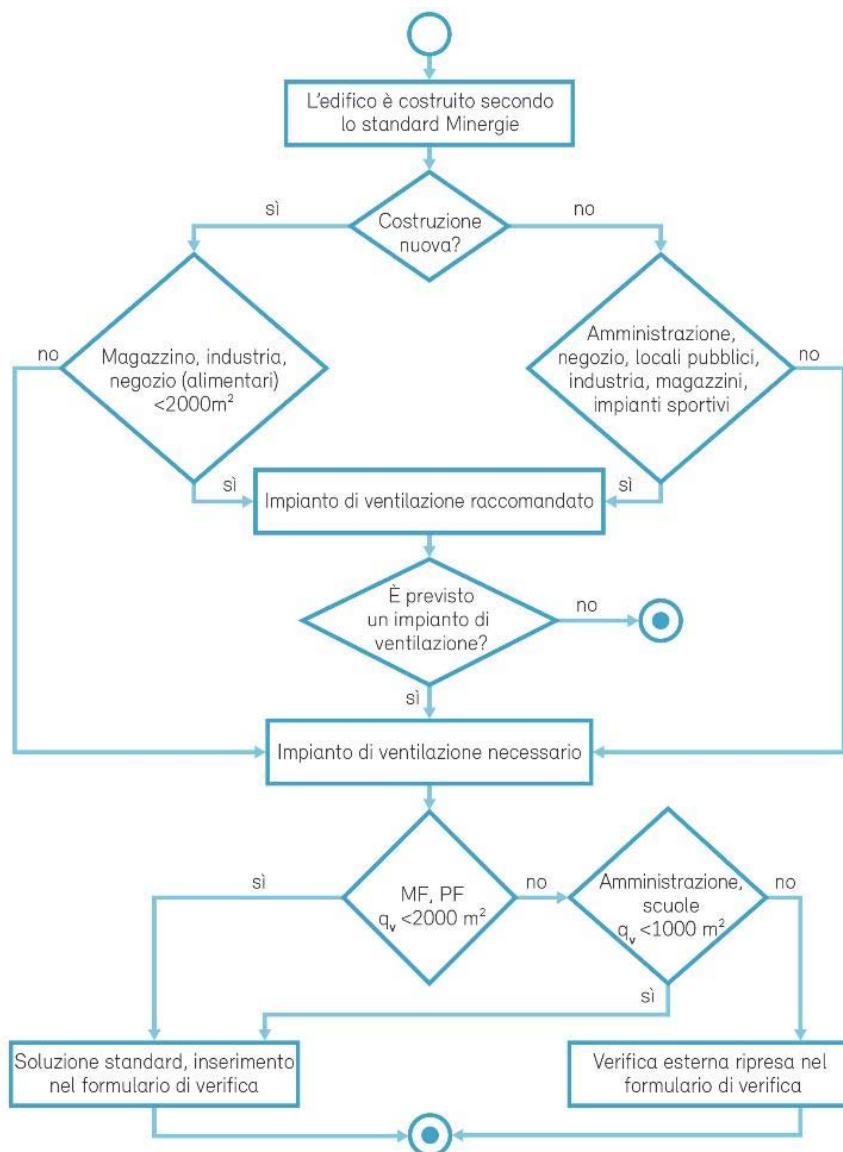 L'edifico è costruito secondo
lo standard Minergie
sì
no
Costruzione
nuova?
no
Magazzino, industria,
negozio (alimentari)
<2000m²
Amministrazione,
negozio, locali pubblici,
industria, magazzini,
impianti sportivi
no
sì
Impianto di ventilazione raccomandato
sì
È previsto
un impianto di
ventilazione?
no
sì
Impianto di ventilazione necessario
sì
MF, PF
qᵥ <2000 m²
no
Amministrazione,
scuole
qᵥ <1000 m²
no
sì
Soluzione standard, inserimento
nel formulario di verifica
Verifica esterna ripresa nel
formulario di verifica